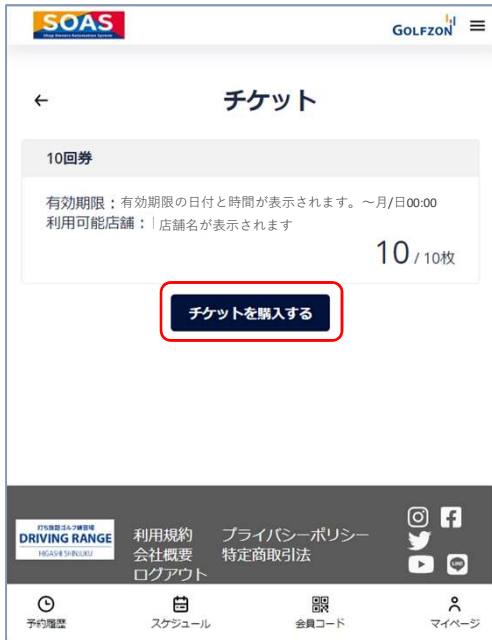 SOAS
Shop Owners Automation System
GOLFZON
チケット
10回券
有効期限：有効期限の日付と時間が表示されます。～月/日00:00
利用可能店舗：店舗名が表示されます
10 / 10枚
チケットを購入する
打ち放題ゴルフ練習場
DRIVING RANGE
HIGASHI SHINJUKU
利用規約 プライバシーポリシー
会社概要 特定商取引法
ログアウト
LINE
予約履歴 スケジュール 会員コード マイページ